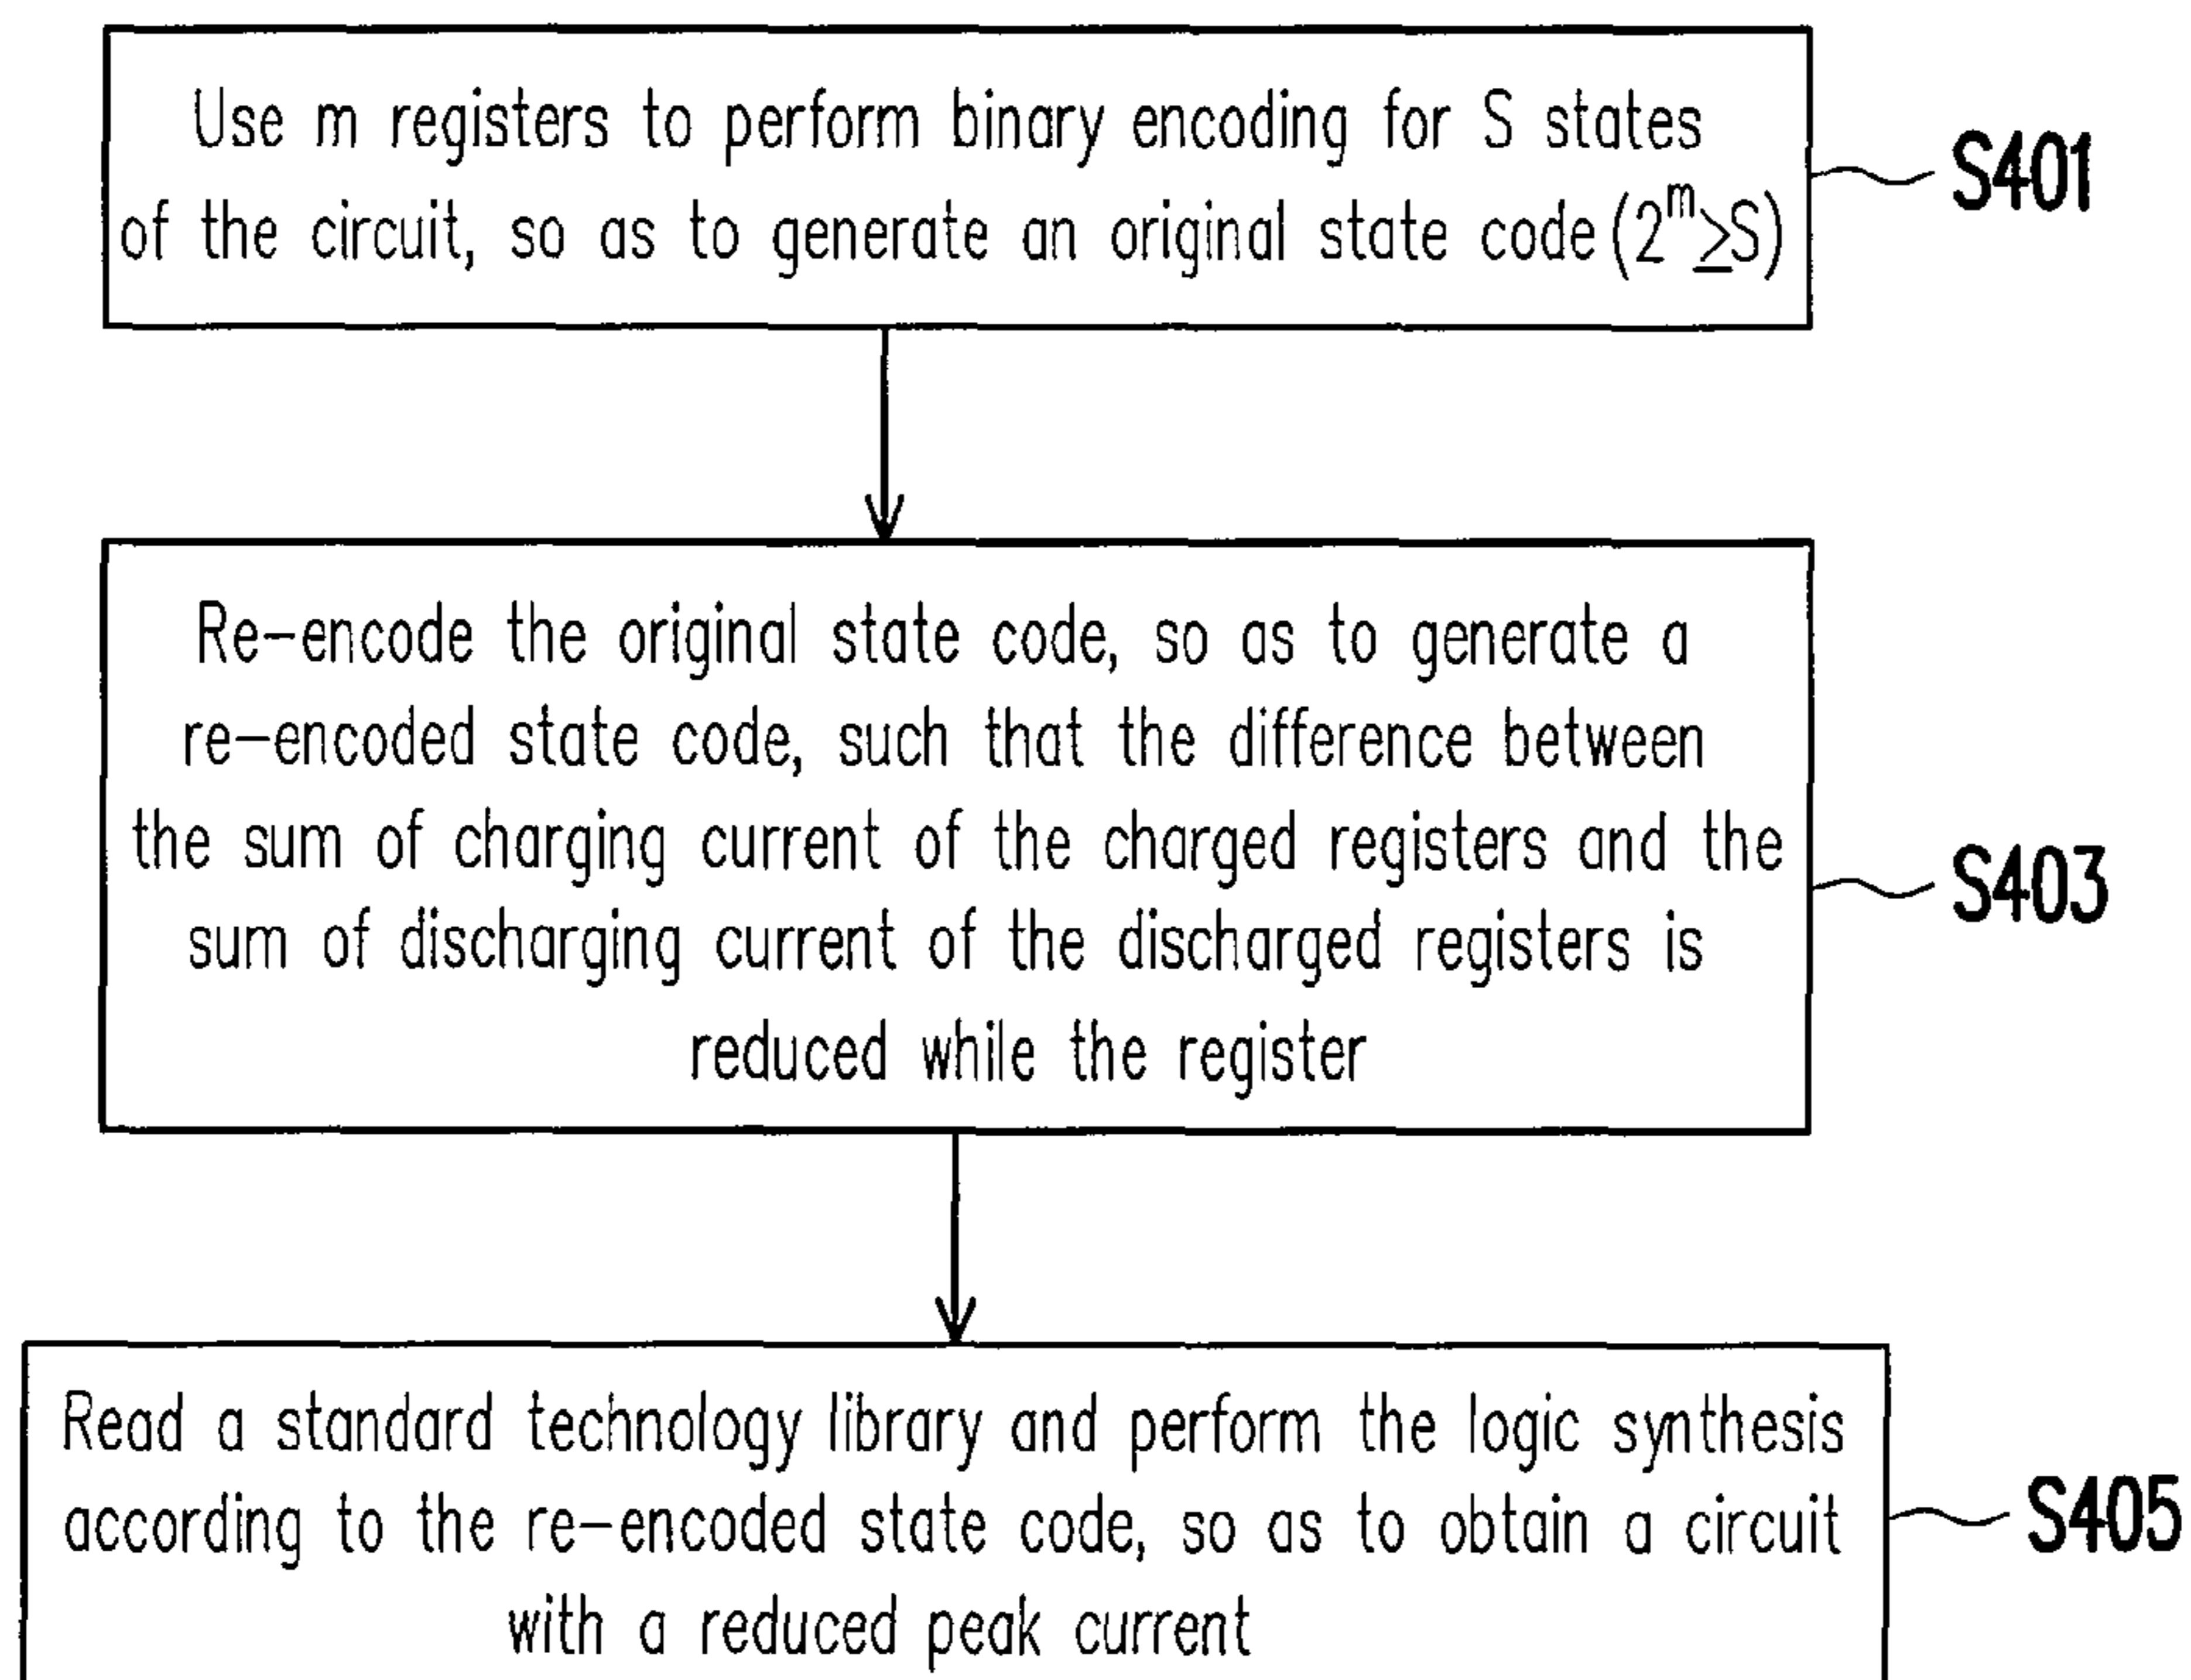 Use m registers to perform binary encoding for S states
of the circuit, so as to generate an original state code (2^m≥S)
S401
Re-encode the original state code, so as to generate a
re-encoded state code, such that the difference between
the sum of charging current of the charged registers and the
sum of discharging current of the discharged registers is
reduced while the register
S403
Read a standard technology library and perform the logic synthesis
according to the re-encoded state code, so as to obtain a circuit
with a reduced peak current
S405